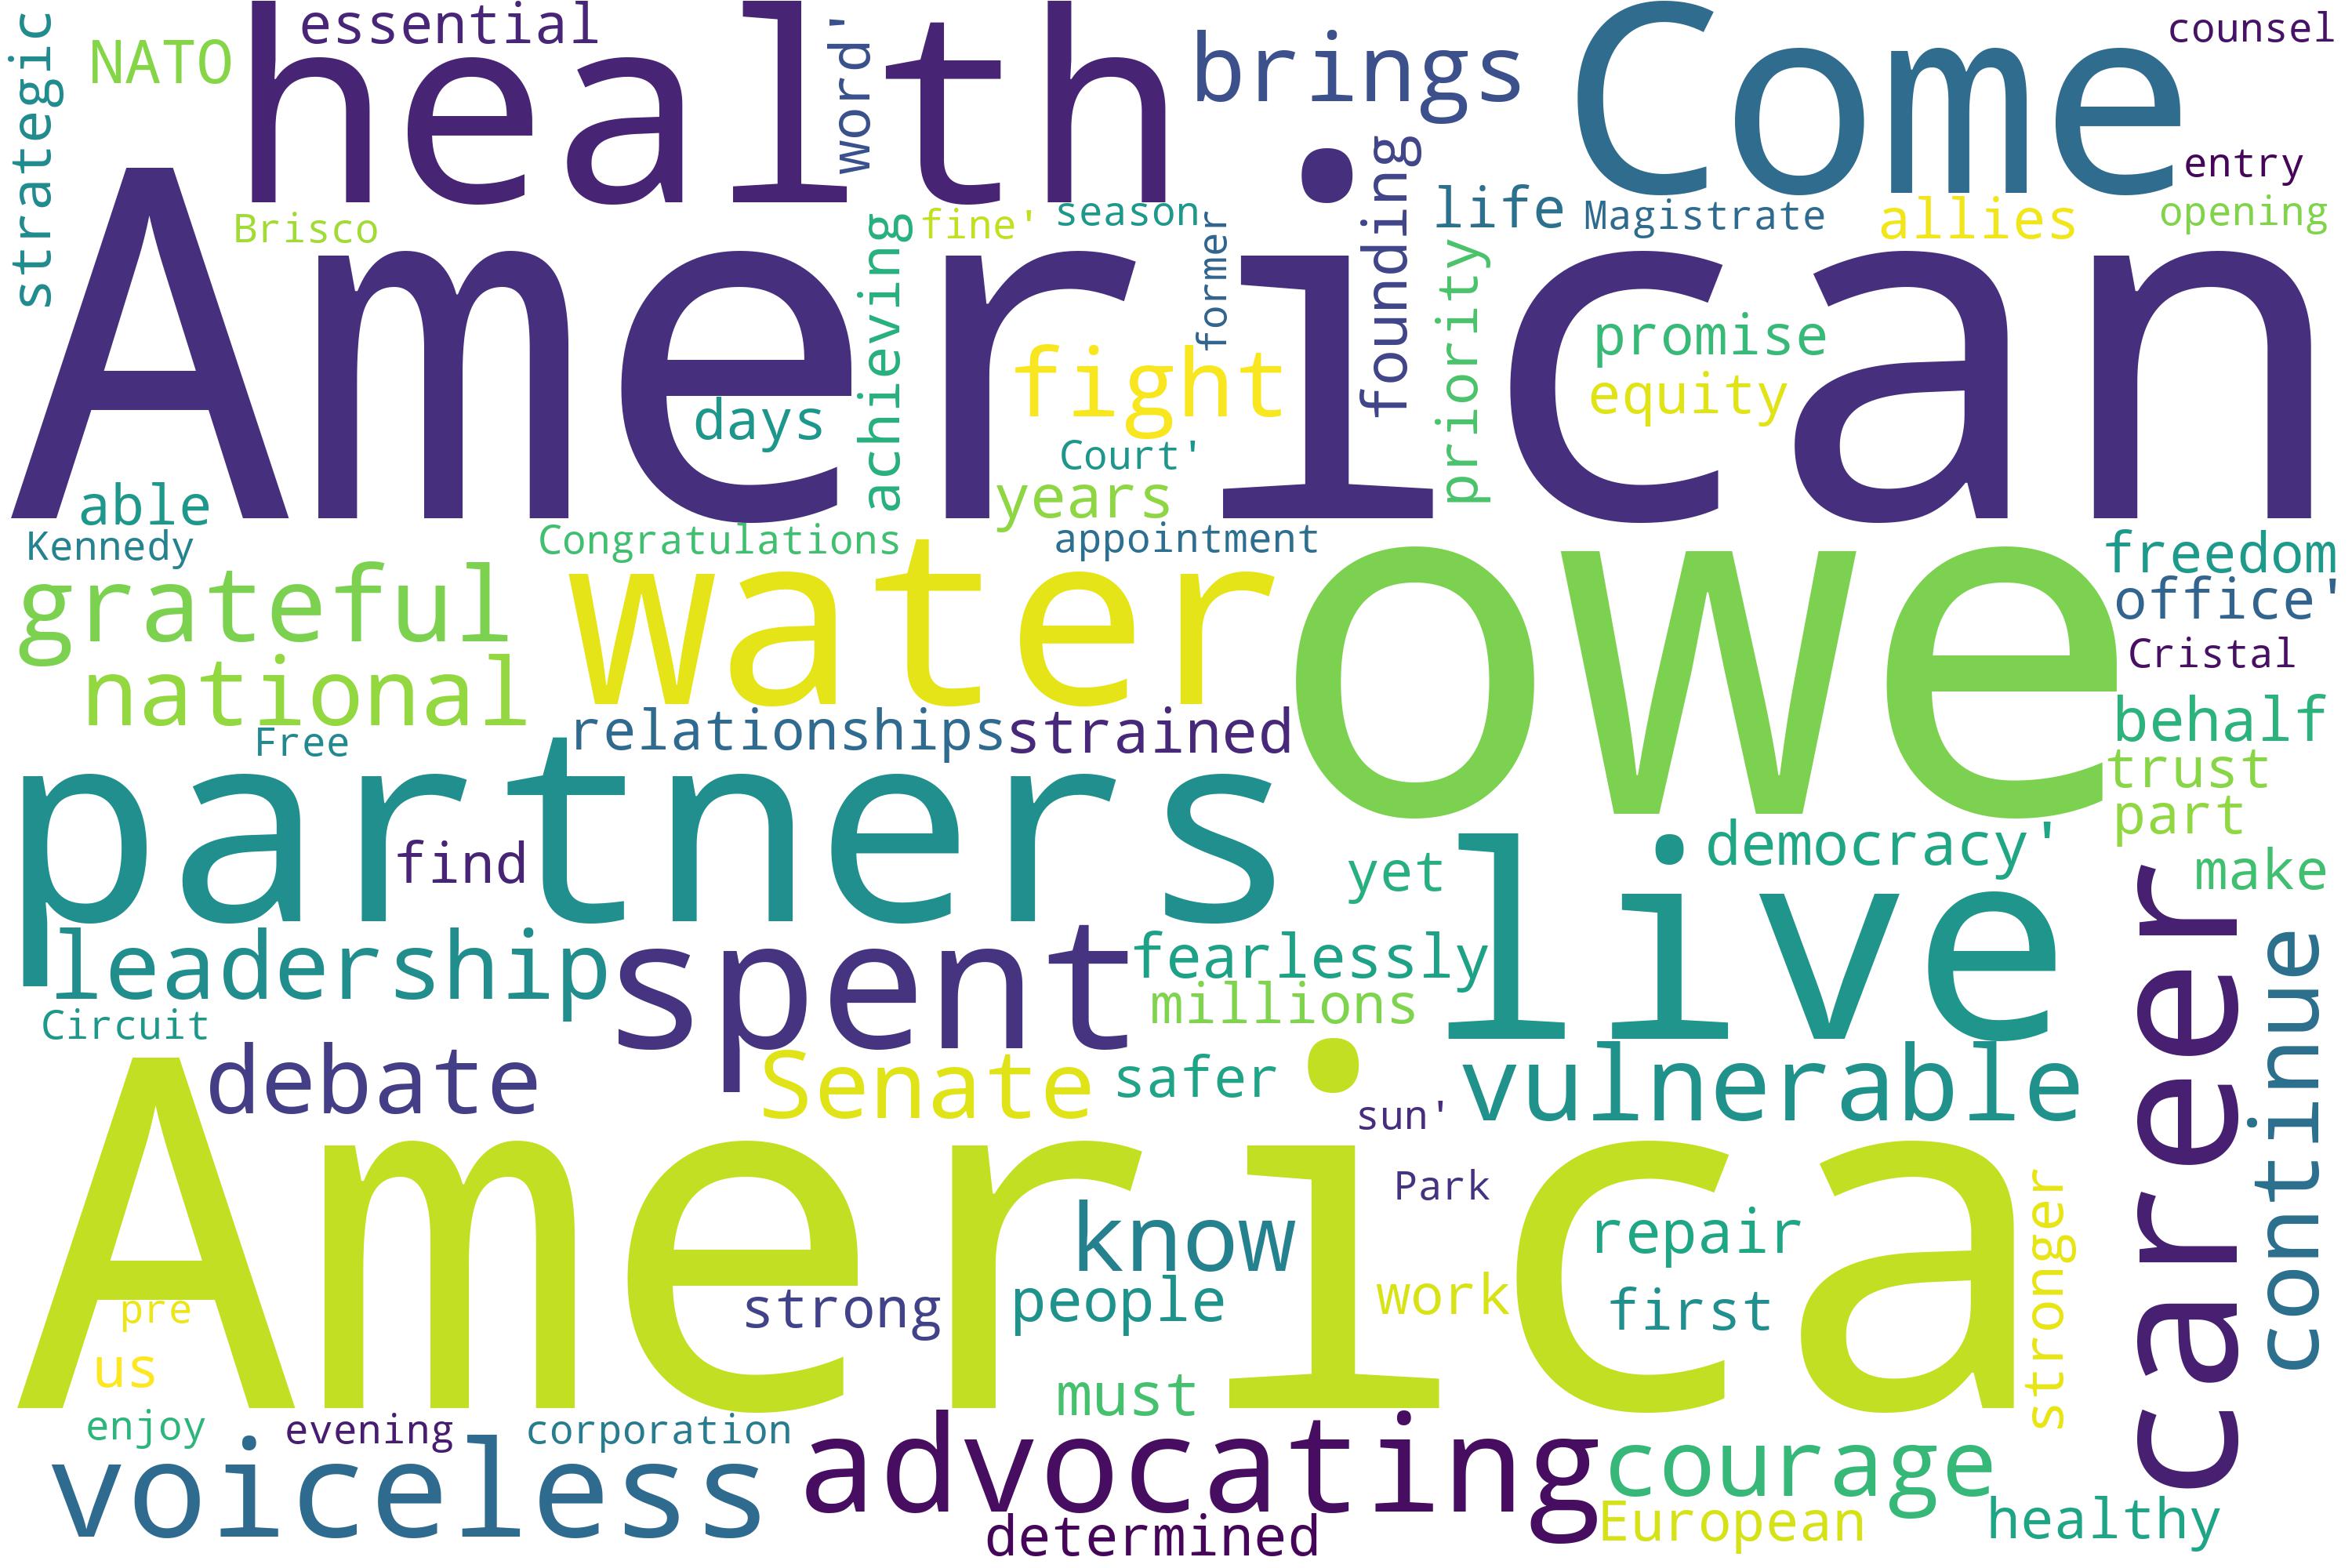 strategic
NATO
essential
health
word'
brings
Come
counsel
entry
Brisco
American
achieving
fine'
season
former
founding
life
Magistrate
allies
opening
priority
promise
equity
fight
days
Court'
years
able
Kennedy
Congratulations
appointment
freedom
office'
grateful
water
owe
Cristal
national
Free
relationships
strained
behalf
trust
part
partners
find
yet
live
democracy'
make
leadership
spent
fearlessly
millions
career
continue
Circuit
debate
Senate
safer
sun'
vulnerable
America
Park
know
repair
strong
people
work
first
stronger
pre
us
must
enjoy
evening
corporation
voiceless
advocating
courage
determined
European
healthy